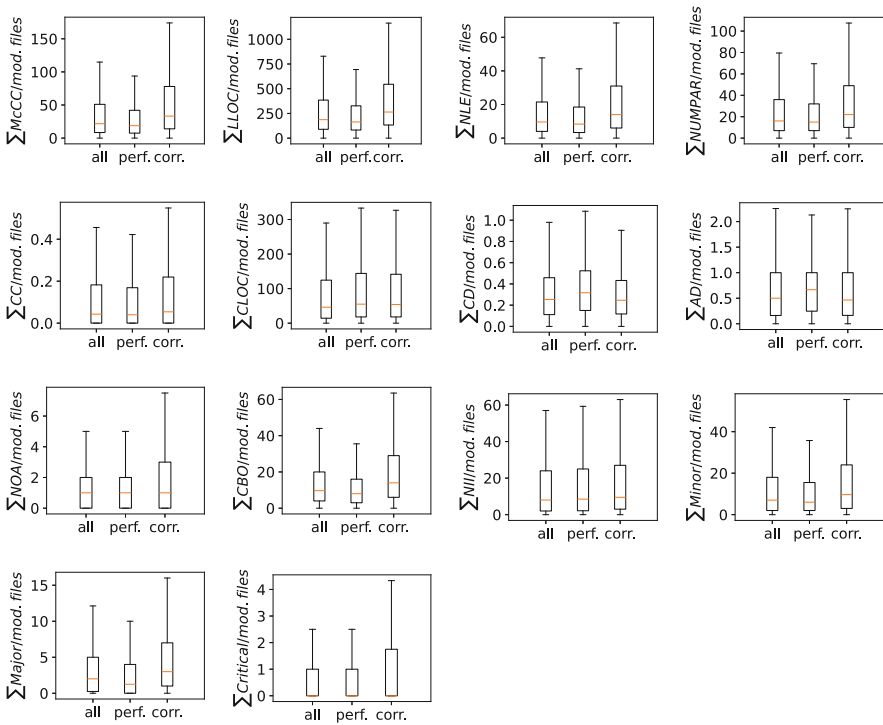 ∑McCC/mod. files
150
100
50
0
all perf. corr.
∑LLOC/mod. files
1000
750
500
250
0
all perf.corr.
∑NLE/mod. files
60
40
20
0
all perf. corr.
∑NUMPAR/mod. files
100
80
60
40
20
0
all perf. corr.
∑CC/mod. files
0.4
0.2
0.0
all perf. corr.
∑CLOC/mod. files
300
200
100
0
all perf. corr.
∑CD/mod. files
1.0
0.8
0.6
0.4
0.2
0.0
all perf. corr.
∑AD/mod. files
2.0
1.5
1.0
0.5
0.0
all perf. corr.
∑NOA/mod. files
6
4
2
0
all perf. corr.
∑CBO/mod. files
60
40
20
0
all perf. corr.
∑NII/mod. files
60
40
20
0
all perf. corr.
∑Minor/mod. files
40
20
0
all perf. corr.
∑Major/mod. files
15
10
5
0
all perf. corr.
∑Critical/mod. files
4
3
2
1
0
all perf. corr.